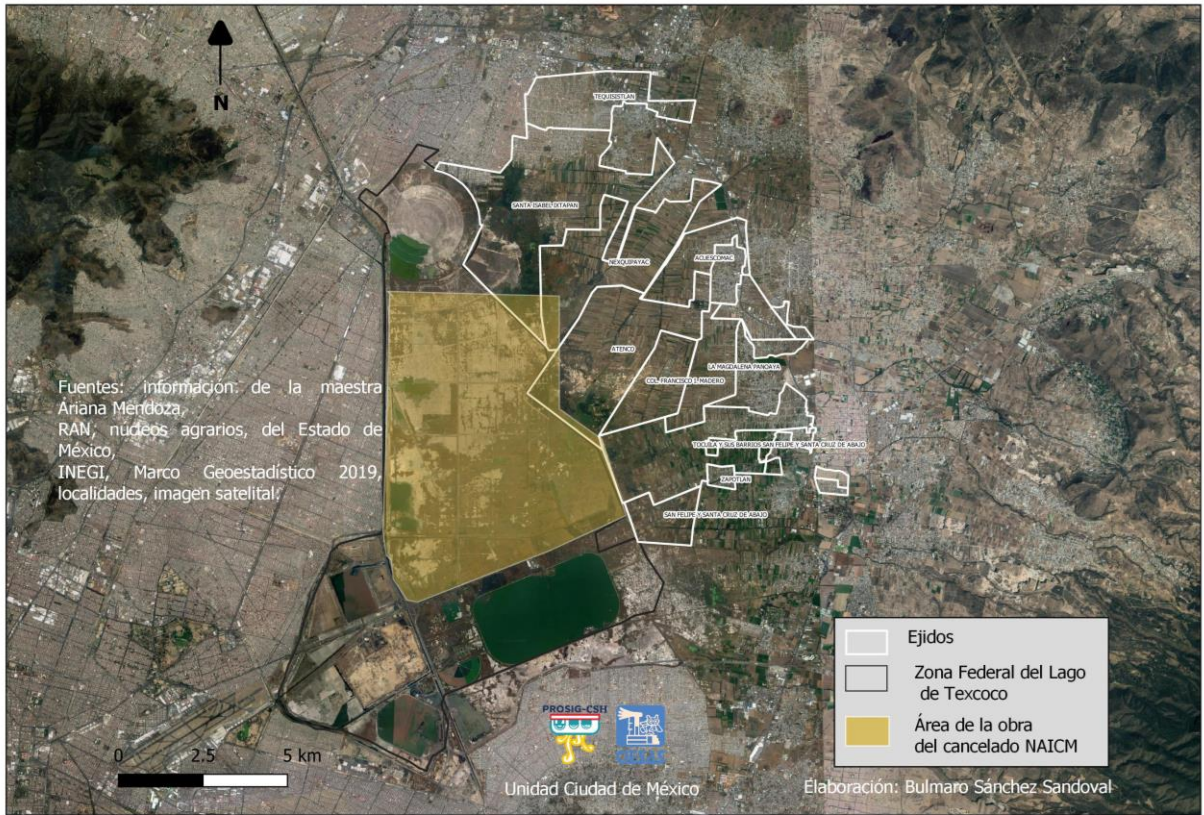 N
TEQUISISTLAN
SANTA ISABEL IXTAPAN
NEXQUIPAYAC
ACUESCOMAC
ATENCO
LA MAGDALENA PANOAYA
COL. FRANCISCO I. MADERO
TOCUILA Y SUS BARRIOS SAN FELIPE Y SANTA CRUZ DE ABAJO
ZAPOTLAN
SAN FELIPE Y SANTA CRUZ DE ABAJO
Fuentes: información de la maestra
Áriana Mendoza,
RAN, núcleos agrarios, del Estado de
México,
INEGI, Marco Geoestadístico 2019,
localidades, imagen satelital.
Ejidos
Zona Federal del Lago
de Texcoco
Área de la obra
del cancelado NAICM
0 2.5 5 km
PROSIG-CSH
Unidad Ciudad de México
Elaboración: Bulmaro Sánchez Sandoval